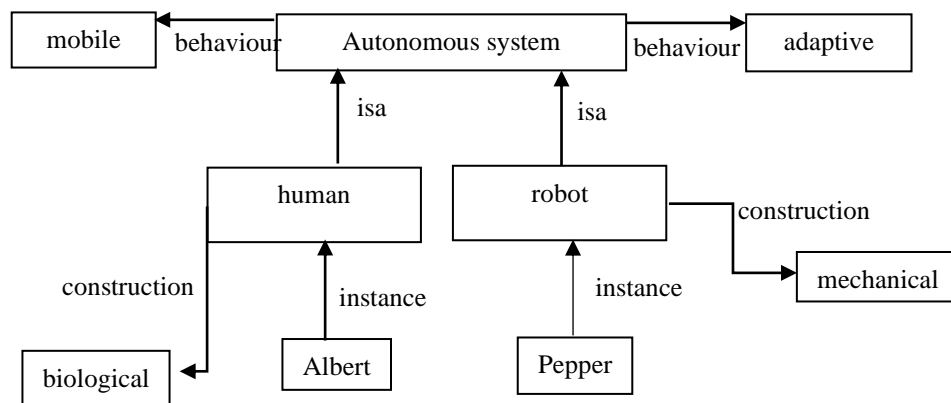 mobile
behaviour
Autonomous system
behaviour
adaptive
isa
isa
human
robot
construction
construction
instance
instance
mechanical
biological
Albert
Pepper